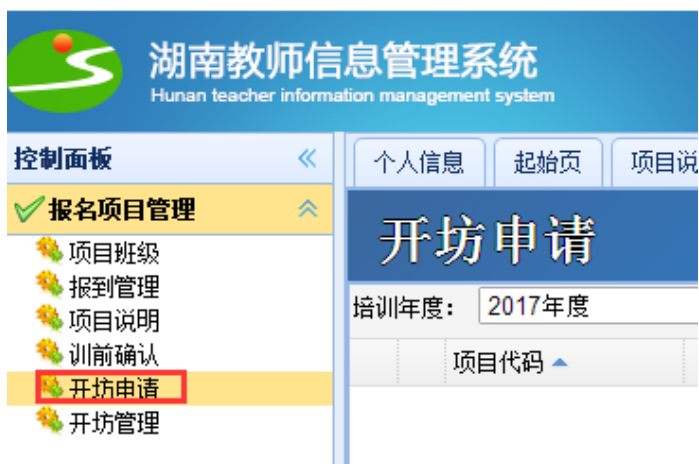 湖南教师信息管理系统
Hunan teacher information management system
控制面板
报名项目管理
项目班级
报到管理
项目说明
训前确认
开坊申请
开坊管理
个人信息 起始页 项目说
开坊申请
培训年度： 2017年度
项目代码